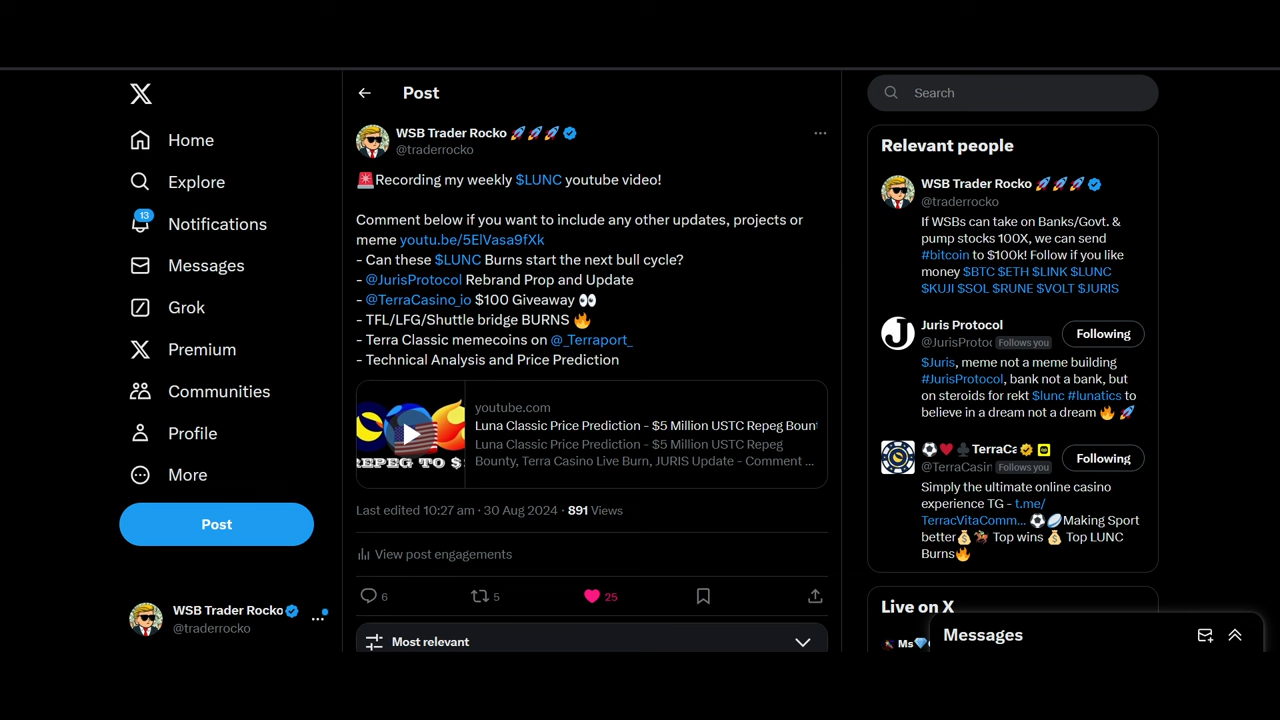 Home
Explore
13
Notifications
Messages
Grok
Premium
Communities
Profile
More
Post
WSB Trader Rocko 🚀🚀🚀
@traderrocko
Post
WSB Trader Rocko 🚀🚀🚀
@traderrocko
🚨Recording my weekly $LUNC youtube video!
Comment below if you want to include any other updates, projects or
meme youtu.be/5ElVasa9fXk
- Can these $LUNC Burns start the next bull cycle?
- @JurisProtocol Rebrand Prop and Update
- @TerraCasino_io $100 Giveaway 👀
- TFL/LFG/Shuttle bridge BURNS 🔥
- Terra Classic memecoins on @_Terraport_
- Technical Analysis and Price Prediction
REPEG TO $
youtube.com
Luna Classic Price Prediction - $5 Million USTC Repeg Bount
Luna Classic Price Prediction - $5 Million USTC Repeg
Bounty, Terra Casino Live Burn, JURIS Update - Comment ...
Last edited 10:27 am · 30 Aug 2024 · 891 Views
View post engagements
6 5 25
Most relevant
Search
Relevant people
WSB Trader Rocko 🚀🚀🚀
@traderrocko
If WSBs can take on Banks/Govt. &
pump stocks 100X, we can send
#bitcoin to $100k! Follow if you like
money $BTC $ETH $LINK $LUNC
$KUJI $SOL $RUNE $VOLT $JURIS
Juris Protocol
@JurisProtoc Follows you
Following
$Juris, meme not a meme building
#JurisProtocol, bank not a bank, but
on steroids for rekt $lunc #lunatics to
believe in a dream not a dream 🔥 🚀
⚽♥️♣️ TerraCa
@TerraCasin Follows you
Following
Simply the ultimate online casino
experience TG - t.me/
TerracVitaComm... ⚽🏉Making Sport
better💰🏇 Top wins 💰 Top LUNC
Burns🔥
Live on X
Ms💎
Messages